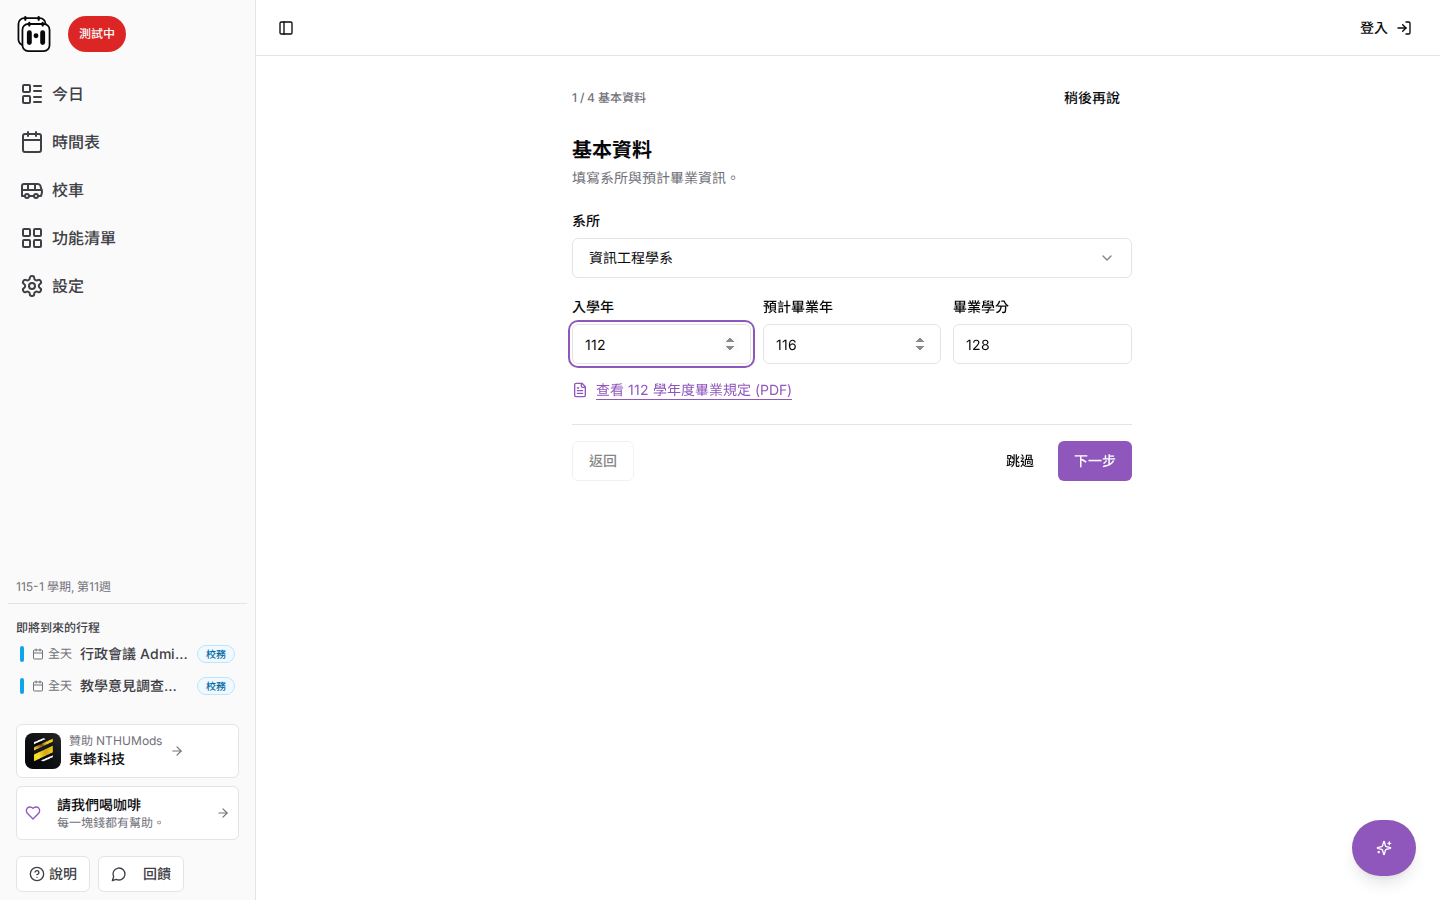 測試中
今日
時間表
校車
功能清單
設定
115-1 學期, 第11週
即將到來的行程
全天 行政會議 Admi... 校務
全天 教學意見調查... 校務
贊助 NTHUMods
東蜂科技
請我們喝咖啡
每一塊錢都有幫助。
說明
回饋
登入
1 / 4 基本資料
稍後再說
基本資料
填寫系所與預計畢業資訊。
系所
資訊工程學系
入學年 預計畢業年 畢業學分
112 116 128
查看 112 學年度畢業規定 (PDF)
返回 跳過 下一步